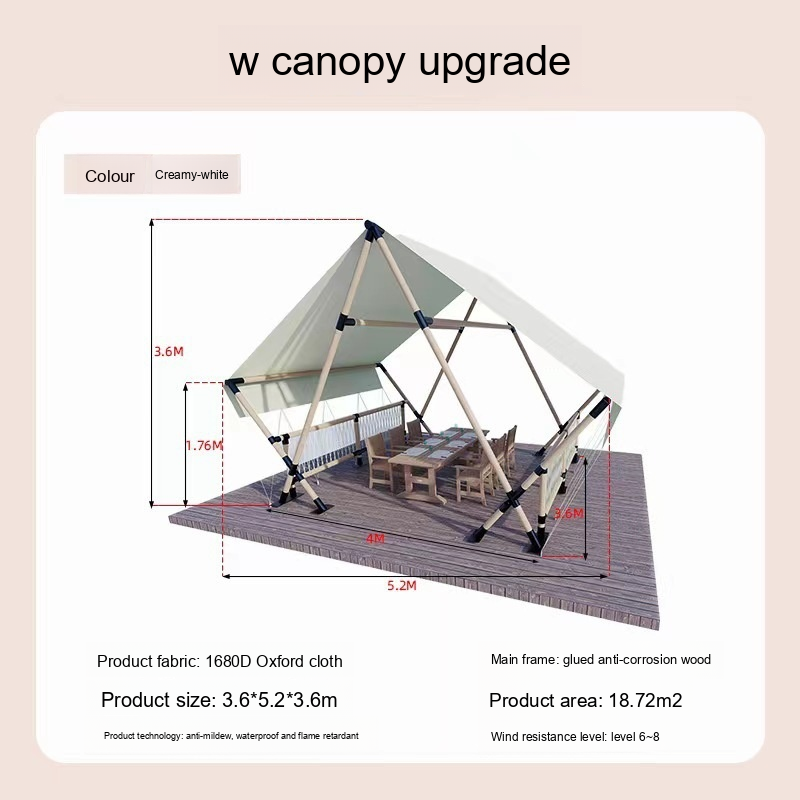 w canopy upgrade
Colour
Creamy-white
3.6M
1.76M
3.6M
4M
5.2M
Product fabric: 1680D Oxford cloth
Main frame: glued anti-corrosion wood
Product size: 3.6*5.2*3.6m
Product area: 18.72m2
Product technology: anti-mildew, waterproof and flame retardant
Wind resistance level: level 6~8